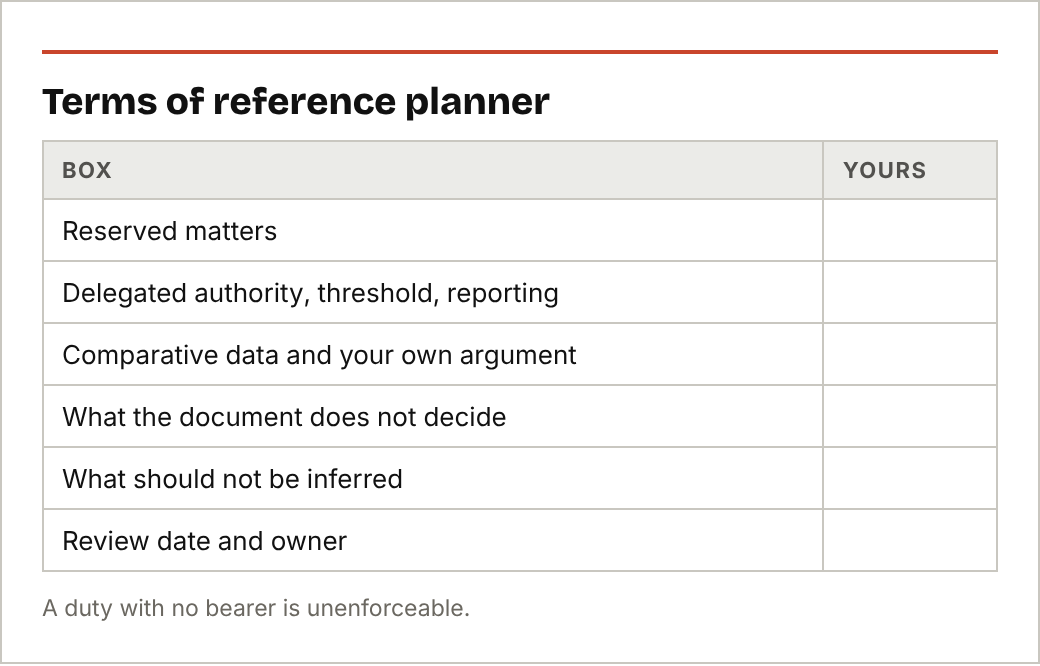 Terms of reference planner
BOX YOURS
Reserved matters
Delegated authority, threshold, reporting
Comparative data and your own argument
What the document does not decide
What should not be inferred
Review date and owner
A duty with no bearer is unenforceable.